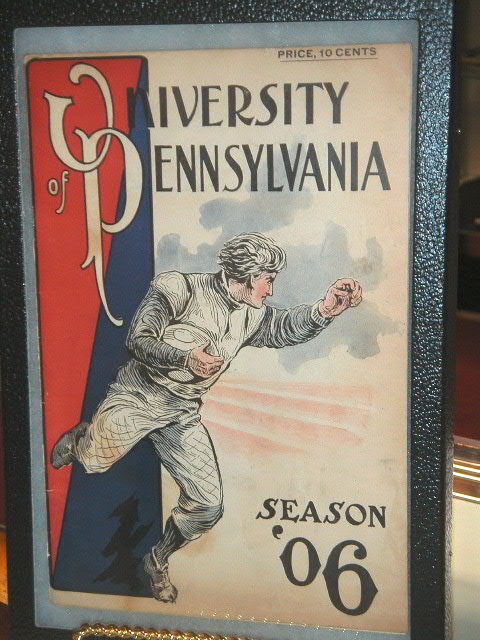 PRICE, 10 CENTS
UNIVERSITY
OF PENNSYLVANIA
SEASON
'06